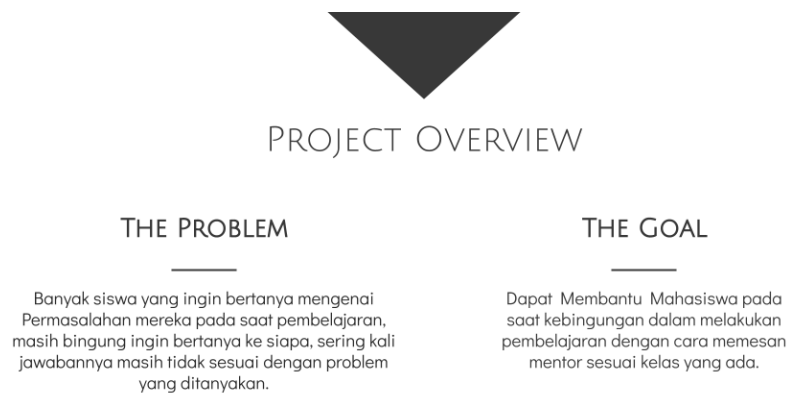 Project Overview
The Problem
Banyak siswa yang ingin bertanya mengenai
Permasalahan mereka pada saat pembelajaran,
masih bingung ingin bertanya ke siapa, sering kali
jawabannya masih tidak sesuai dengan problem
yang ditanyakan.
The Goal
Dapat Membantu Mahasiswa pada
saat kebingungan dalam melakukan
pembelajaran dengan cara memesan
mentor sesuai kelas yang ada.